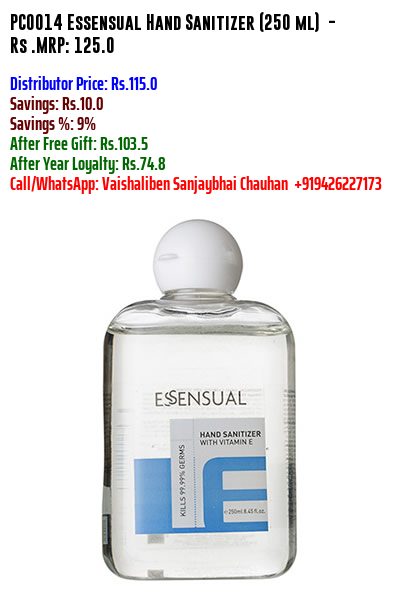 PC0014 Essensual Hand Sanitizer (250 ml) -
Rs .MRP: 125.0
Distributor Price: Rs.115.0
Savings: Rs.10.0
Savings %: 9%
After Free Gift: Rs.103.5
After Year Loyalty: Rs.74.8
Call/WhatsApp: Vaishaliben Sanjaybhai Chauhan +919426227173
ESSENSUAL
HAND SANITIZER
WITH VITAMIN E
KILLS 99.99% GERMS
e 250ml 8.45 fl.oz.